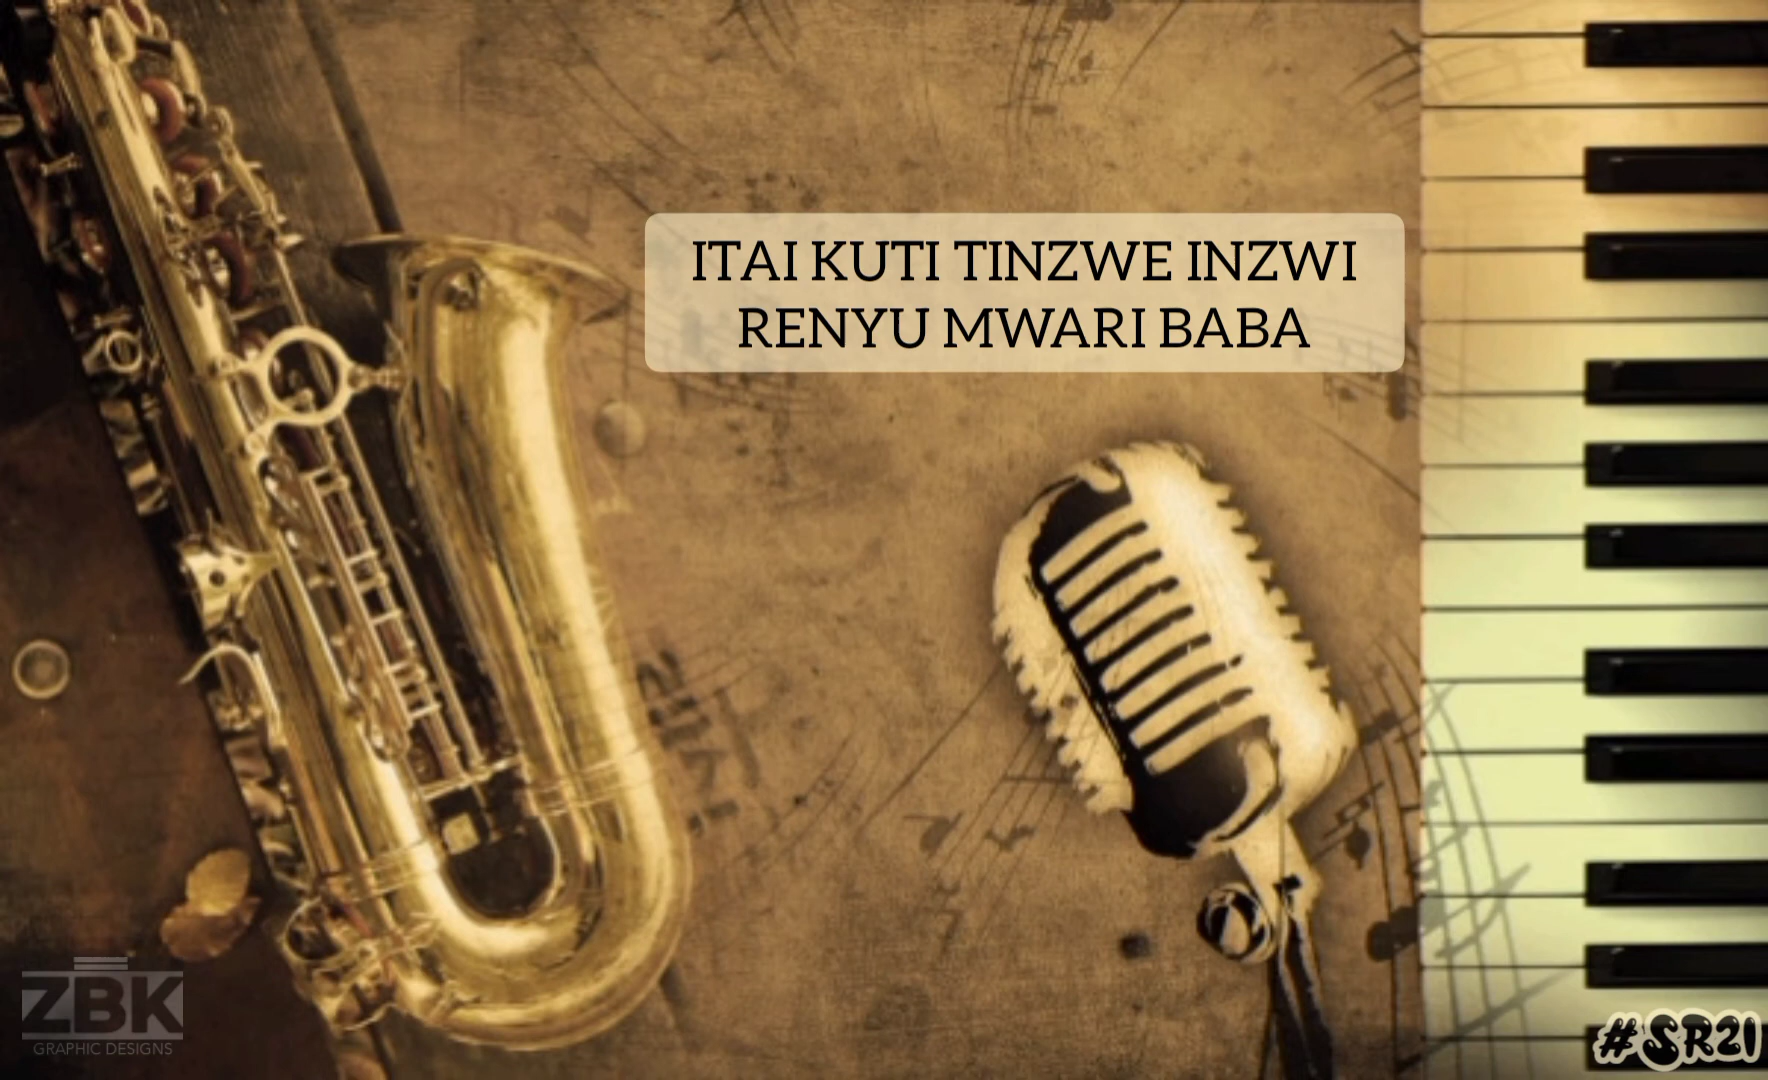 ITAI KUTI TINZWE INZWI
RENYU MWARI BABA
ZBK
GRAPHIC DESIGNS
#SR21